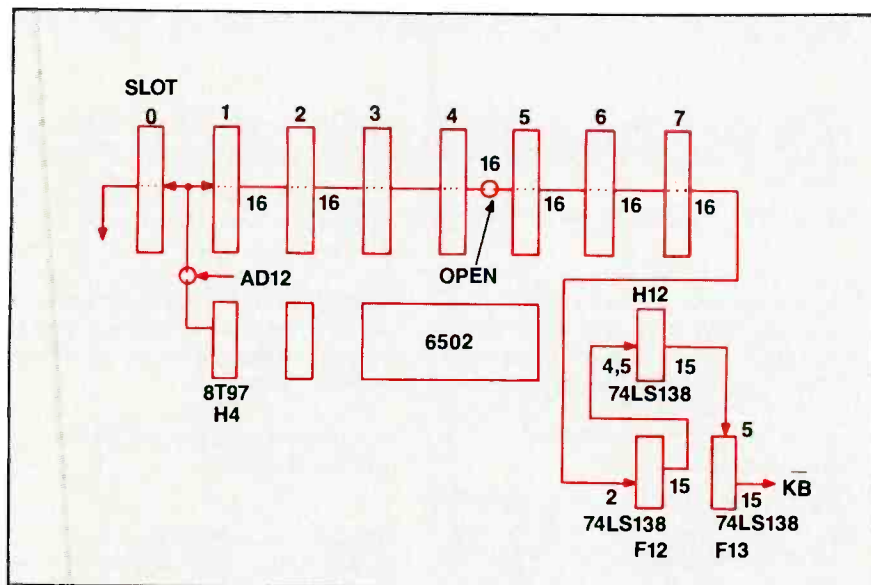 SLOT
0 1 2 3 4 5 6 7
16
16 16 16 16 16
OPEN
AD12
H12
6502
4,5 15
74LS138
8T97
H4
5
2 15 15 KB
74LS138 74LS138
F12 F13